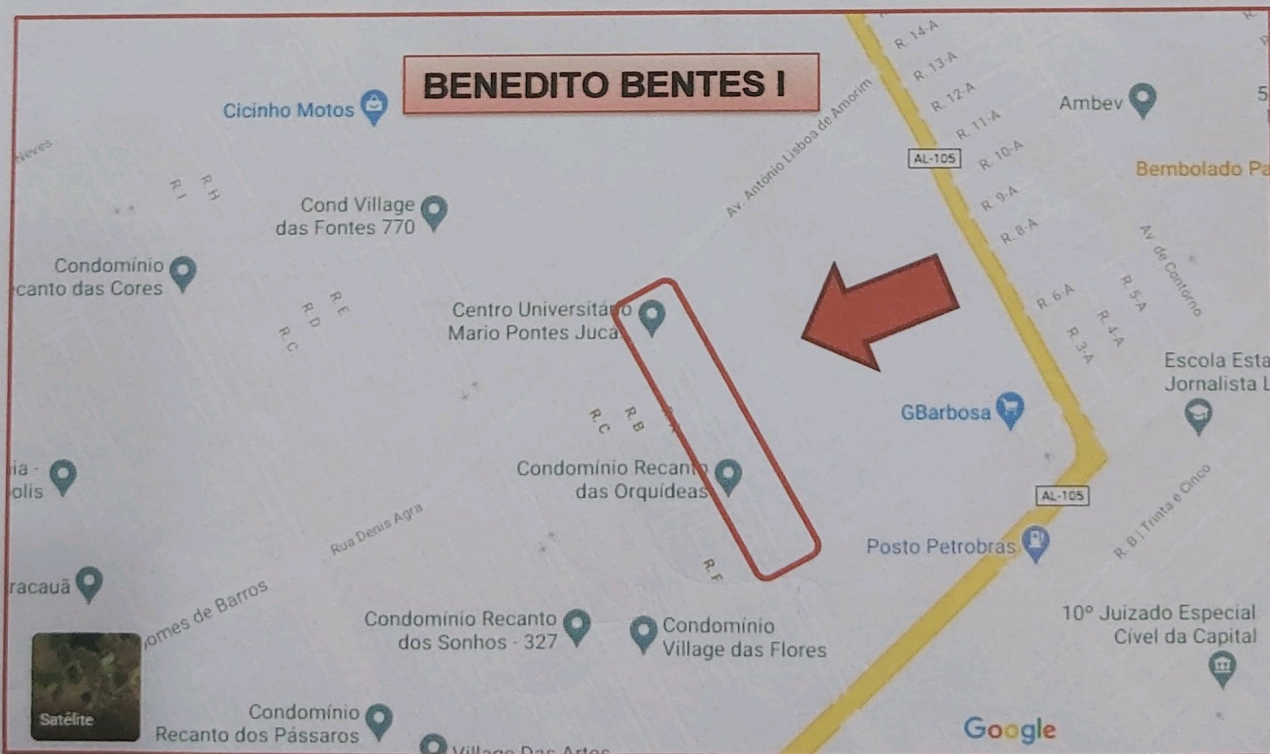 BENEDITO BENTES I
R. 14-A
R. 13-A
R. 12-A
R. 11-A
R. 10-A
R. 9-A
R. 8-A
Cicinho Motos
Ambev
5
Av. Antônio Lisboa de Amorim
AL-105
Bembolado Pa
Neves
R. I
R. H
Cond Village
das Fontes 770
Av. de Contorno
Condomínio
canto das Cores
R. E
R. D
R. C
Centro Universitário
Mario Pontes Jucá
R. 6-A
R. 5-A
R. 4-A
R. 3-A
Escola Esta
Jornalista L
GBarbosa
R. C
R. B
Condomínio Recanto
das Orquídeas
ia -
olis
AL-105
Rua Denis Agra
R. B | Trinta e Cinco
Posto Petrobras
R. F
racauã
omes de Barros
Condomínio Recanto
dos Sonhos - 327
Condomínio
Village das Flores
10º Juizado Especial
Cível da Capital
Satélite
Condomínio
Recanto dos Pássaros
Village Das Artes
Google